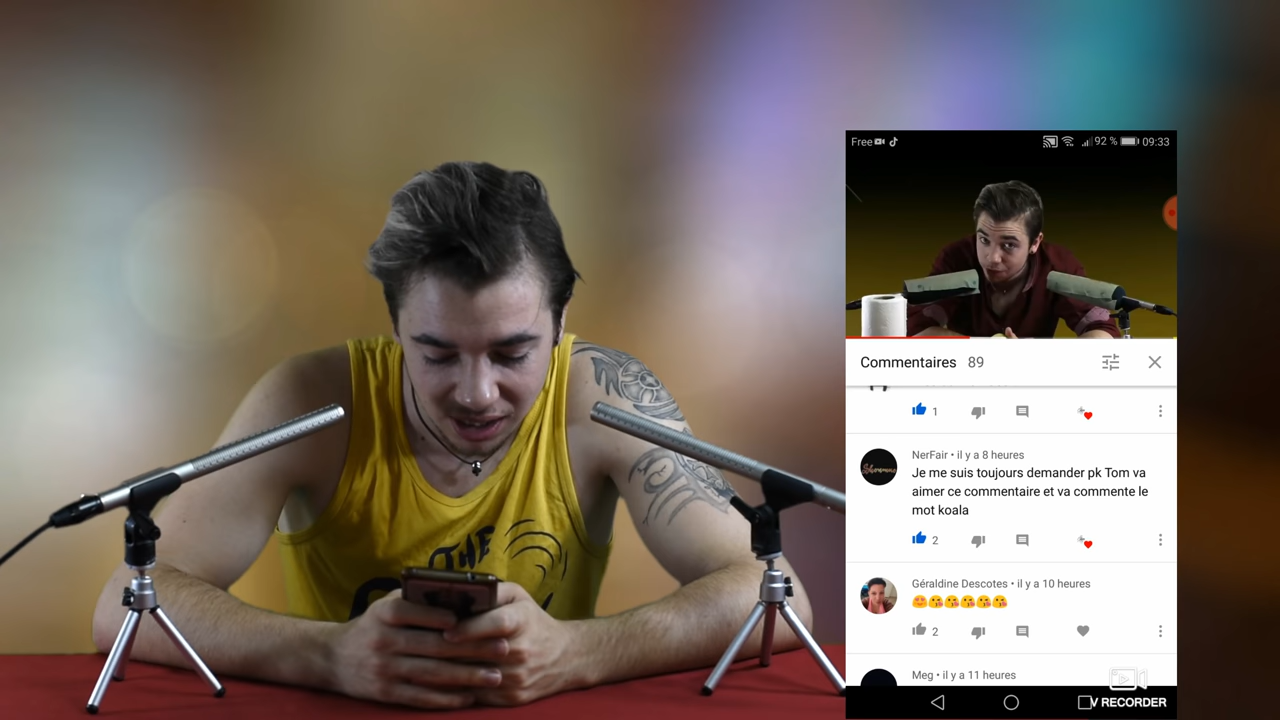 THE
Free 92 % 09:33
Commentaires 89
1
NerFair • il y a 8 heures
Je me suis toujours demander pk Tom va
aimer ce commentaire et va commente le
mot koala
2
Géraldine Descotes • il y a 10 heures
2
Meg • il y a 11 heures
V RECORDER